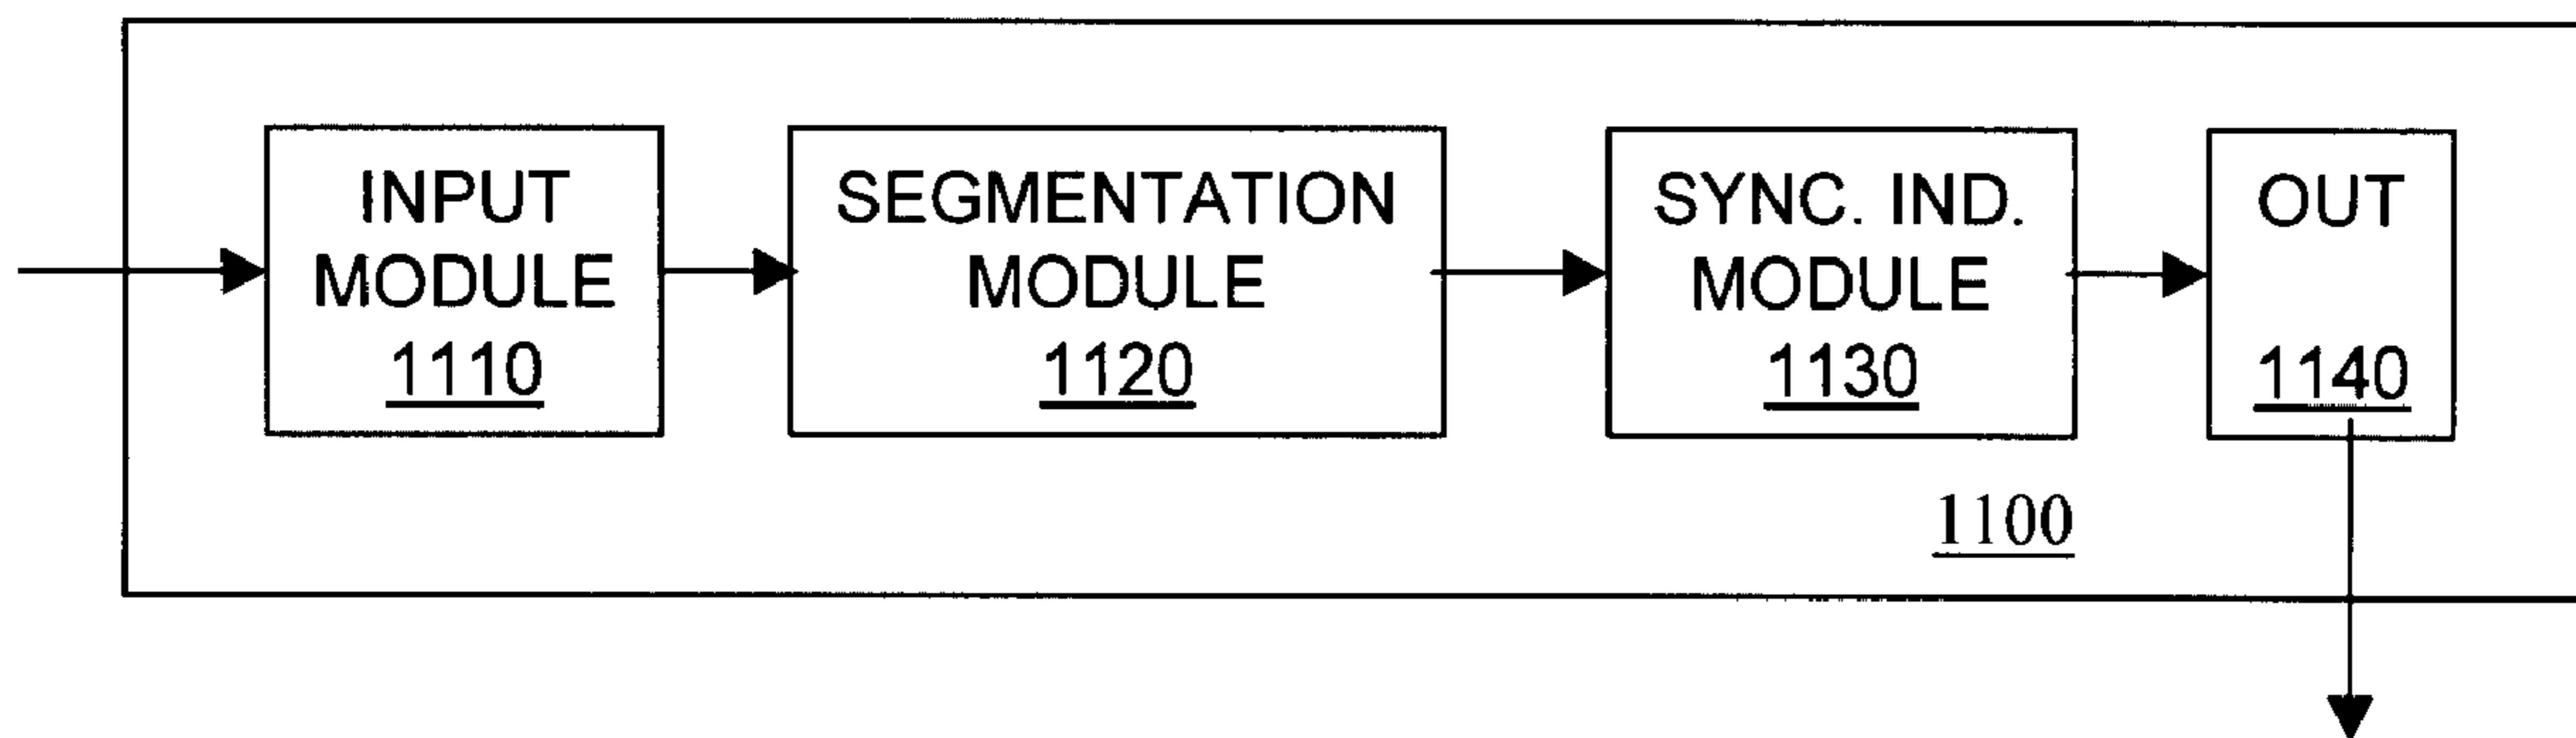 INPUT
MODULE
1110
SEGMENTATION
MODULE
1120
SYNC. IND.
MODULE
1130
OUT
1140
1100